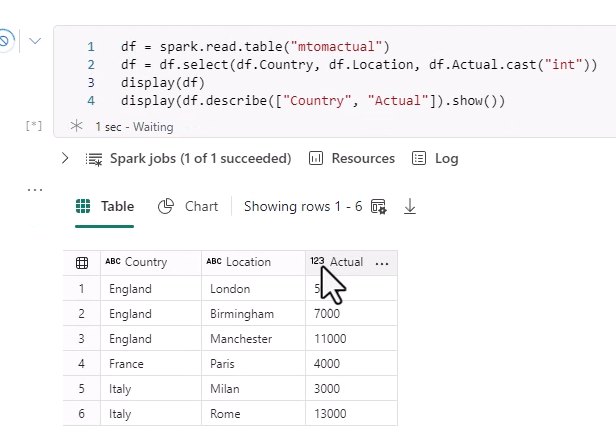 1 df = spark.read.table("mtomactual")
2 df = df.select(df.Country, df.Location, df.Actual.cast("int"))
3 display(df)
4 display(df.describe(["Country", "Actual"]).show())
[*] 1 sec - Waiting
Spark jobs (1 of 1 succeeded) Resources Log
...
Table Chart Showing rows 1 - 6
ABC Country ABC Location 123 Actual ...
1 England London
2 England Birmingham 7000
3 England Manchester 11000
4 France Paris 4000
5 Italy Milan 3000
6 Italy Rome 13000